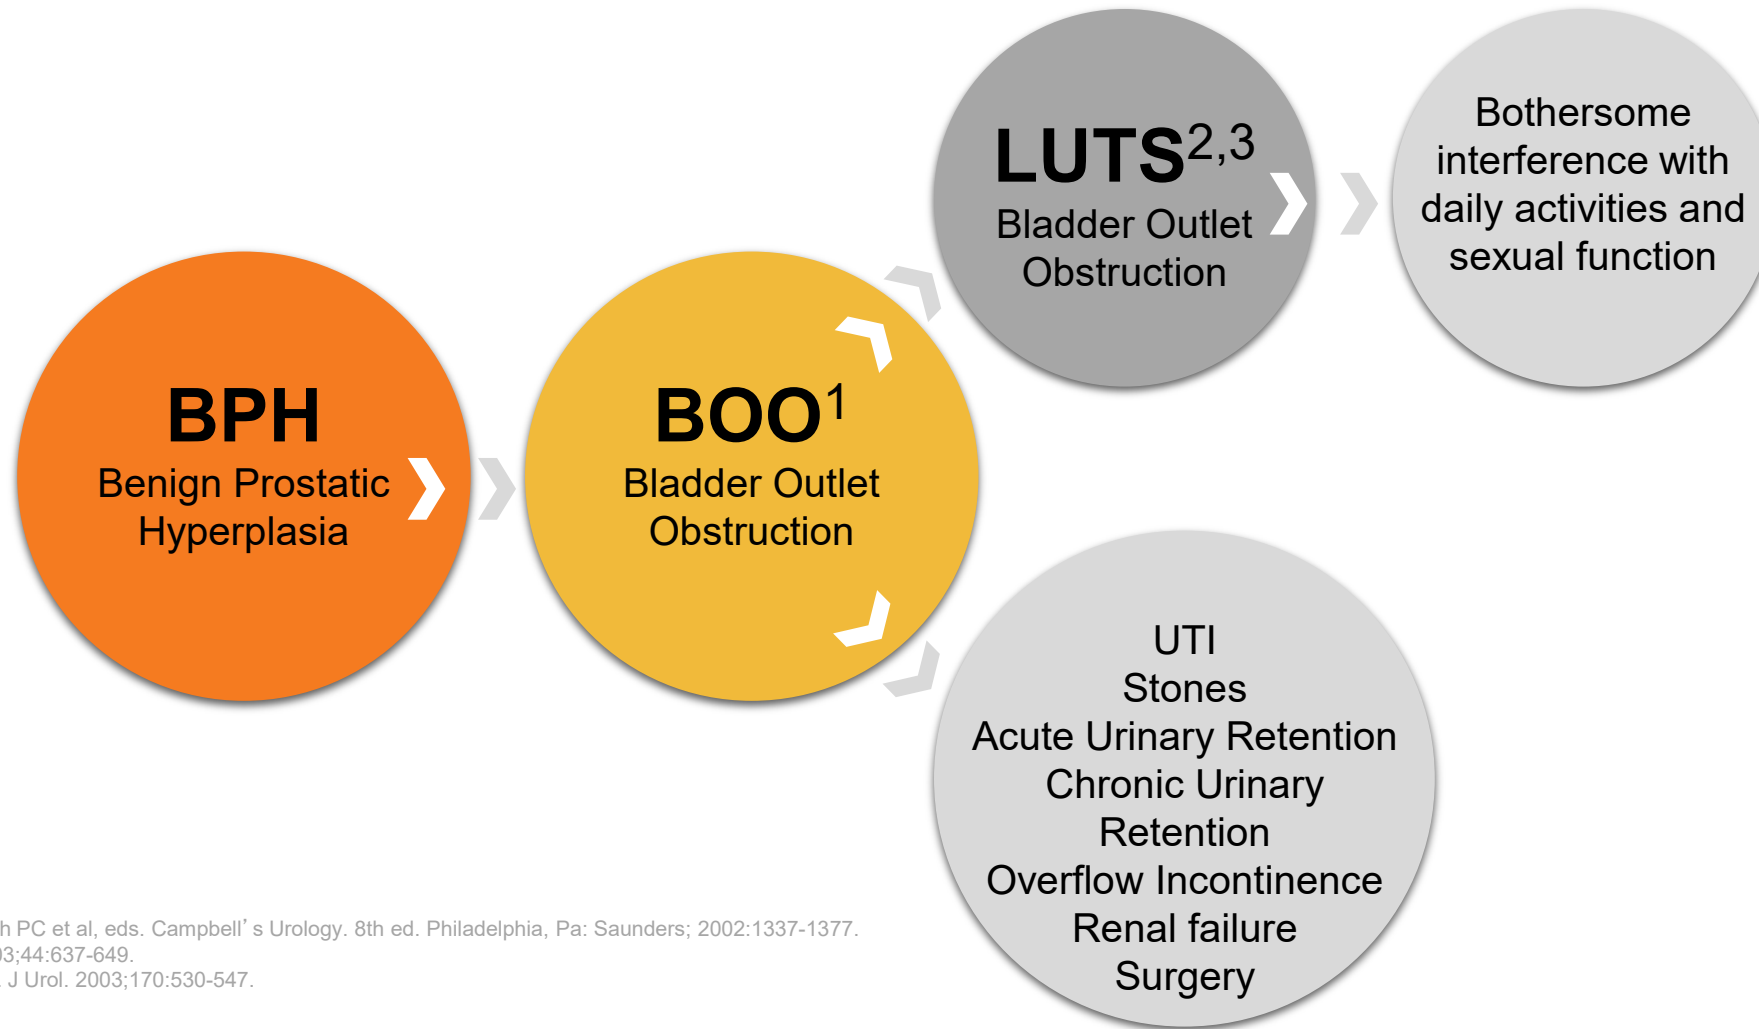 LUTS2,3
Bladder Outlet
Obstruction
Bothersome
interference with
daily activities and
sexual function
BPH
Benign Prostatic
Hyperplasia
BOO1
Bladder Outlet
Obstruction
UTI
Stones
Acute Urinary Retention
Chronic Urinary
Retention
Overflow Incontinence
Renal failure
Surgery
PC et al, eds. Campbell's Urology. 8th ed. Philadelphia, Pa: Saunders; 2002:1337-1377.
;44:637-649.
J Urol. 2003;170:530-547.